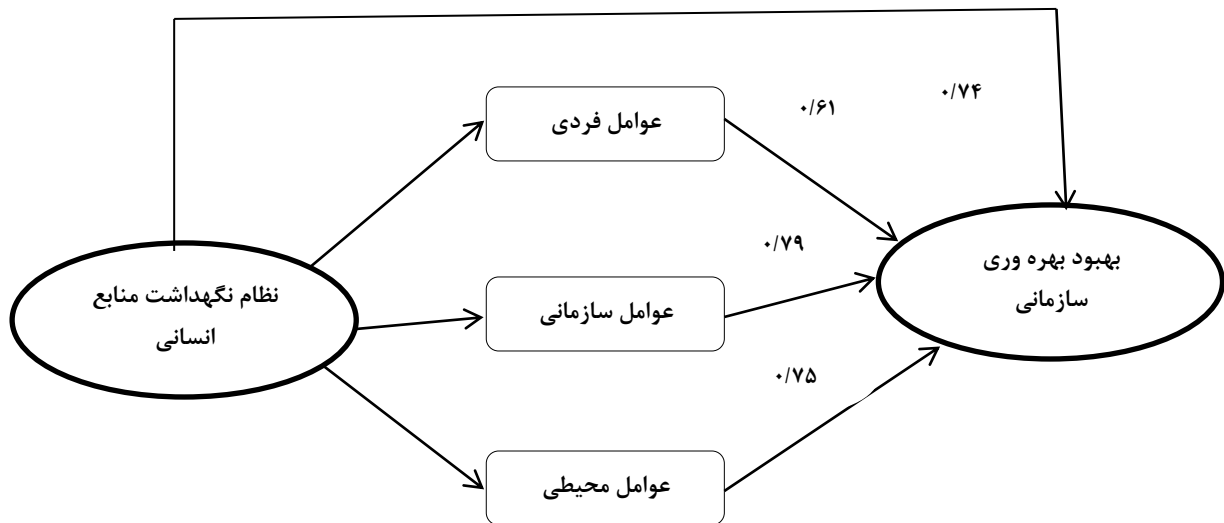 ۰/۷۴
۰/۶۱
عوامل فردی
۰/۷۹
بهبود بهره وری
سازمانی
نظام نگهداشت منابع
انسانی
عوامل سازمانی
۰/۷۵
عوامل محیطی